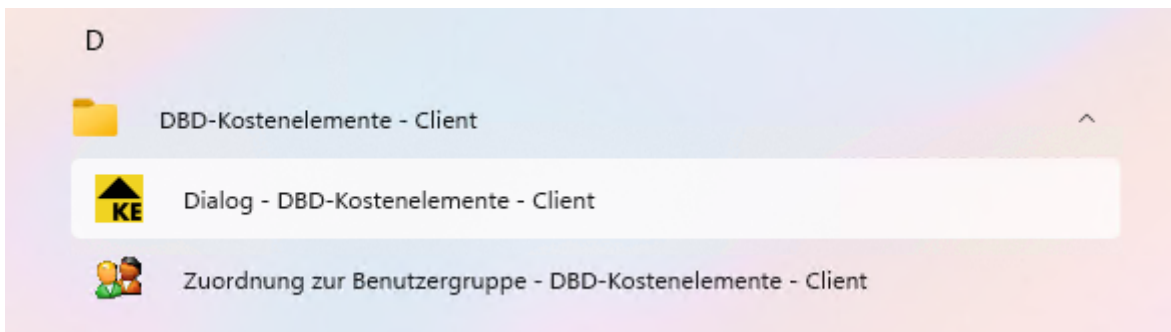 D
DBD-Kostenelemente - Client
KE
Dialog - DBD-Kostenelemente - Client
Zuordnung zur Benutzergruppe - DBD-Kostenelemente - Client